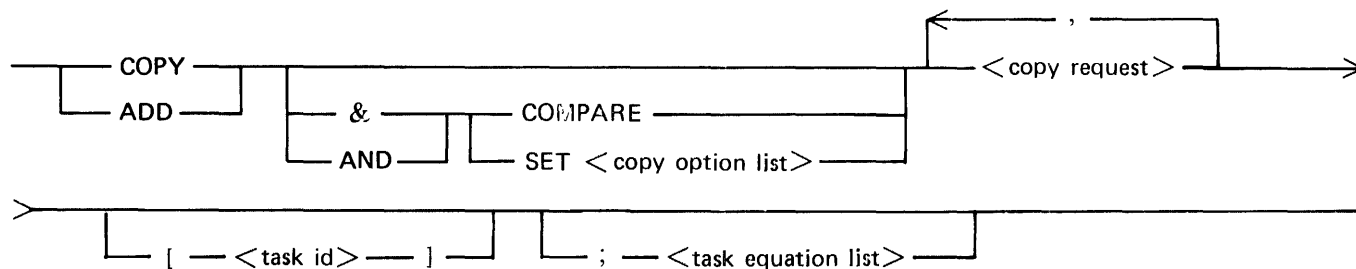 ,
COPY <copy request>
ADD & COMPARE
AND SET <copy option list>
[ <task id> ] ; <task equation list>